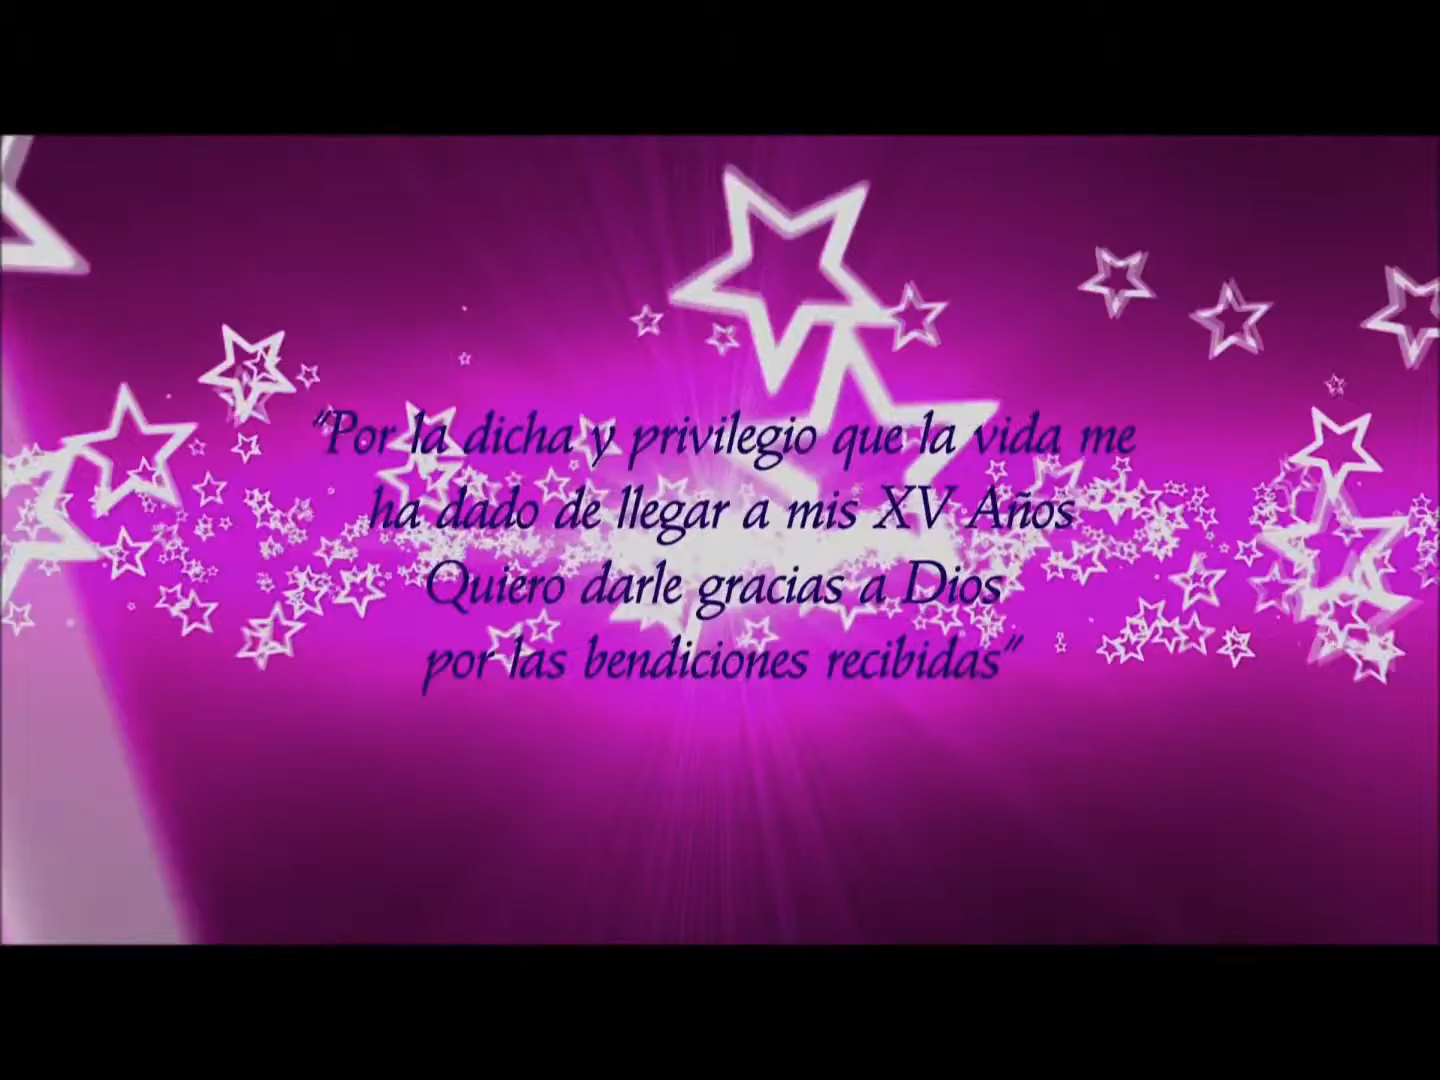 "Por la dicha y privilegio que la vida me
ha dado de llegar a mis XV Años
Quiero darle gracias a Dios
por las bendiciones recibidas"